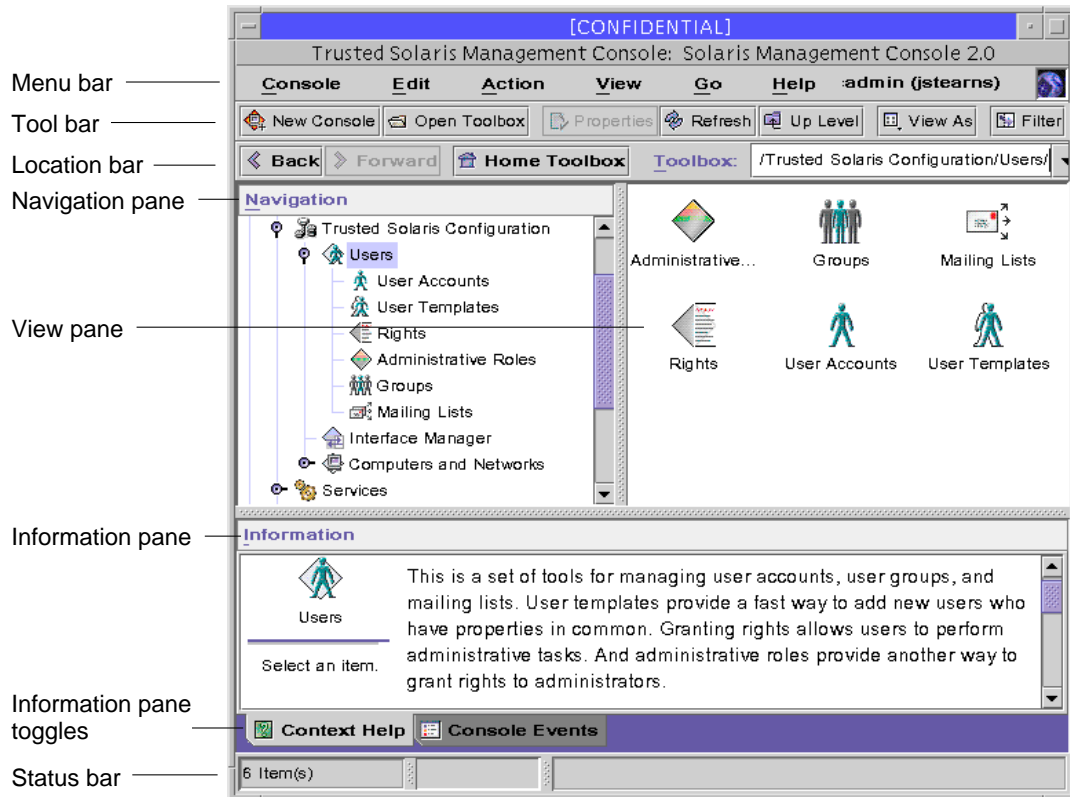 [CONFIDENTIAL]
Trusted Solaris Management Console: Solaris Management Console 2.0
Menu bar
Console Edit Action View Go Help :admin (jstearns)
Tool bar
New Console Open Toolbox Properties Refresh Up Level View As Filter
Location bar
Back Forward Home Toolbox Toolbox: /Trusted Solaris Configuration/Users/
Navigation pane
Navigation
Trusted Solaris Configuration
Users
User Accounts
User Templates
Rights
Administrative Roles
Groups
Mailing Lists
Interface Manager
Computers and Networks
Services
View pane
Administrative... Groups Mailing Lists
Rights User Accounts User Templates
Information pane
Information
Users
Select an item.
This is a set of tools for managing user accounts, user groups, and
mailing lists. User templates provide a fast way to add new users who
have properties in common. Granting rights allows users to perform
administrative tasks. And administrative roles provide another way to
grant rights to administrators.
Information pane
toggles
Context Help Console Events
Status bar
6 Item(s)